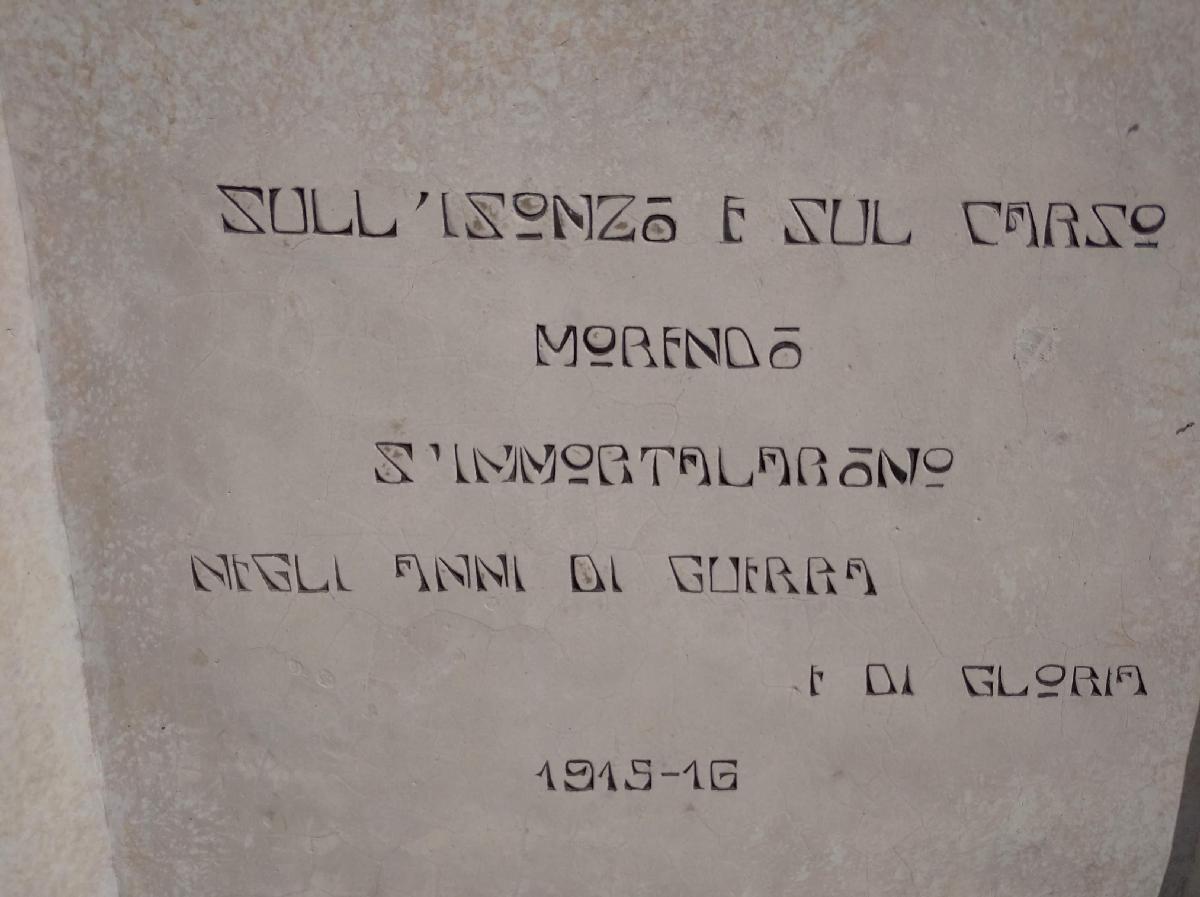 SULL'ISONZO E SUL CARSO
MORENDO
S'IMMORTALARONO
NEGLI ANNI DI GUERRA
E DI GLORIA
1915-16